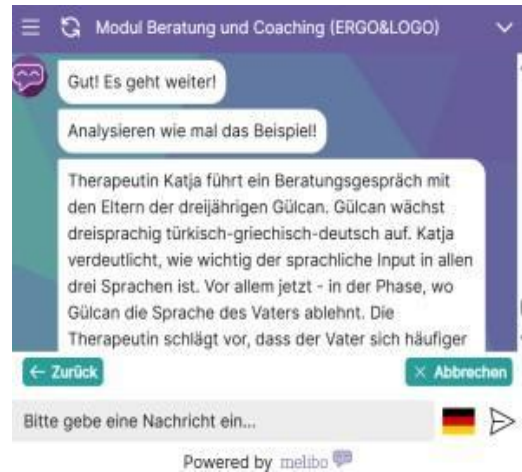 Modul Beratung und Coaching (ERGO&LOGO)
Gut! Es geht weiter!
Analysieren wie mal das Beispiel!
Therapeutin Katja führt ein Beratungsgespräch mit
den Eltern der dreijährigen Gülcan. Gülcan wächst
dreisprachig türkisch-griechisch-deutsch auf. Katja
verdeutlicht, wie wichtig der sprachliche Input in allen
drei Sprachen ist. Vor allem jetzt - in der Phase, wo
Gülcan die Sprache des Vaters ablehnt. Die
Therapeutin schlägt vor, dass der Vater sich häufiger
← Zurück
× Abbrechen
Bitte gebe eine Nachricht ein...
Powered by melibo